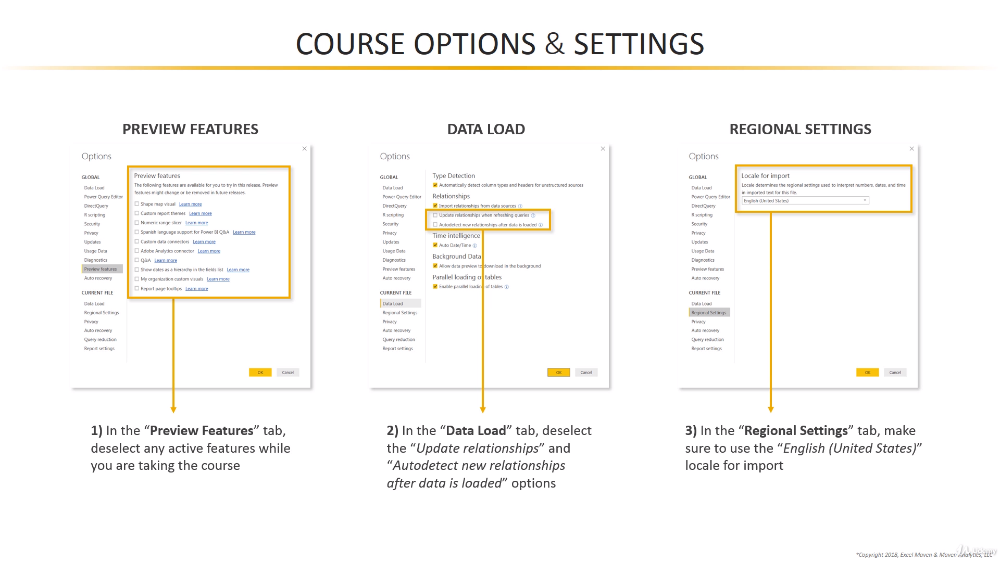 COURSE OPTIONS & SETTINGS
PREVIEW FEATURES
Options
GLOBAL
Data Load
Power Query Editor
DirectQuery
R scripting
Security
Privacy
Updates
Usage Data
Diagnostics
Preview features
Auto recovery
CURRENT FILE
Data Load
Regional Settings
Privacy
Auto recovery
Query reduction
Report settings
Preview features
The following features are available for you to try in this release. Preview
features might change or be removed in future releases.
Shape map visual Learn more
Custom report themes Learn more
Numeric range slicer Learn more
Spanish language support for Power BI Q&A Learn more
Custom data connectors Learn more
Adobe Analytics connector Learn more
Q&A Learn more
Show dates as a hierarchy in the fields list Learn more
My organization custom visuals Learn more
Report page tooltips Learn more
OK Cancel
1) In the “Preview Features” tab,
deselect any active features while
you are taking the course
DATA LOAD
Options
GLOBAL
Data Load
Power Query Editor
DirectQuery
R scripting
Security
Privacy
Updates
Usage Data
Diagnostics
Preview features
Auto recovery
CURRENT FILE
Data Load
Regional Settings
Privacy
Auto recovery
Query reduction
Report settings
Type Detection
Automatically detect column types and headers for unstructured sources
Relationships
Import relationships from data sources
Update relationships when refreshing queries
Autodetect new relationships after data is loaded
Time intelligence
Auto Date/Time
Background Data
Allow data preview to download in the background
Parallel loading of tables
Enable parallel loading of tables
OK Cancel
2) In the “Data Load” tab, deselect
the “Update relationships” and
“Autodetect new relationships
after data is loaded” options
REGIONAL SETTINGS
Options
GLOBAL
Data Load
Power Query Editor
DirectQuery
R scripting
Security
Privacy
Updates
Usage Data
Diagnostics
Preview features
Auto recovery
CURRENT FILE
Data Load
Regional Settings
Privacy
Auto recovery
Query reduction
Report settings
Locale for import
Locale determines the regional settings used to interpret numbers, dates, and time
in imported text for this file.
English (United States)
OK Cancel
3) In the “Regional Settings” tab, make
sure to use the “English (United States)”
locale for import
*Copyright 2018, Excel Maven & Maven Analytics, LLC
Udemy